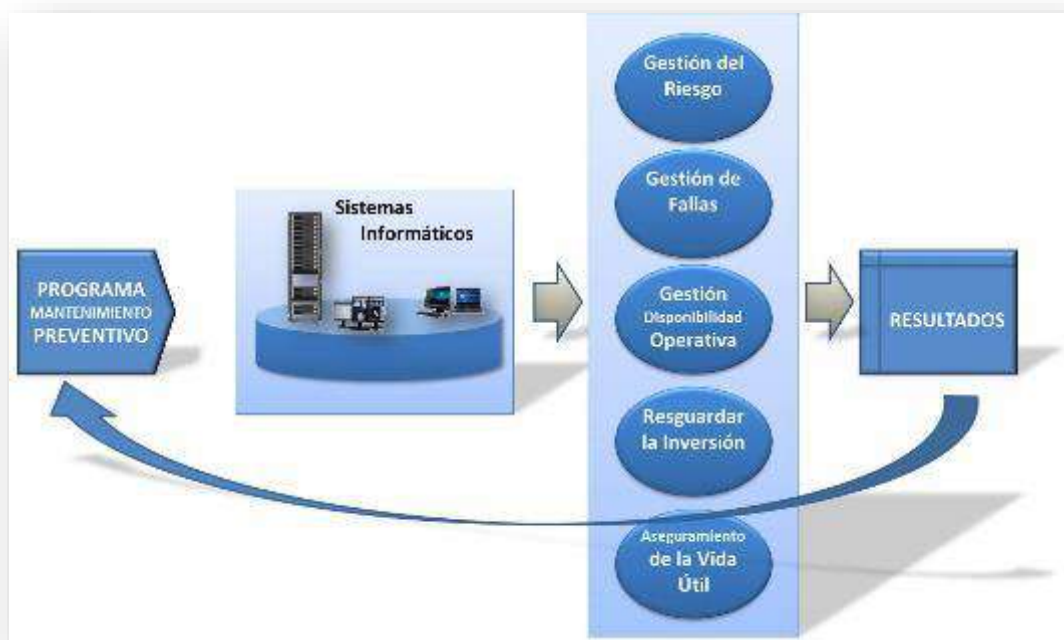 PROGRAMA
MANTENIMIENTO
PREVENTIVO
Sistemas
Informáticos
Gestión del
Riesgo
Gestión de
Fallas
Gestión
Disponibilidad
Operativa
Resguardar
la Inversión
Aseguramiento
de la Vida
Útil
RESULTADOS